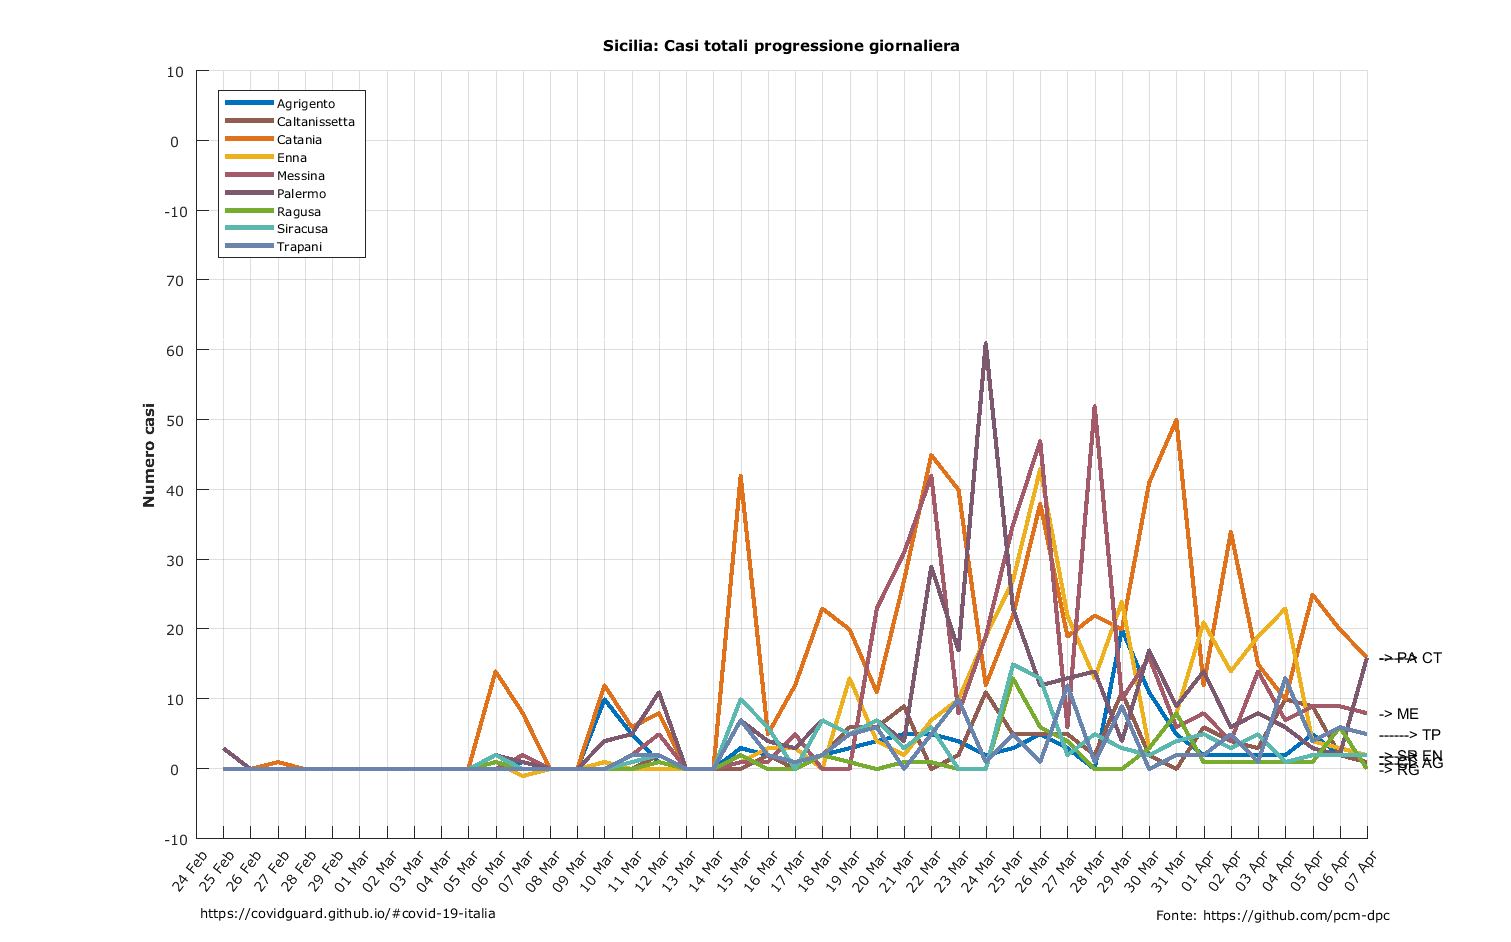 Sicilia: Casi totali progressione giornaliera
10
0
-10
70
60
50
40
30
20
10
0
-10
Numero casi
Agrigento
Caltanissetta
Catania
Enna
Messina
Palermo
Ragusa
Siracusa
Trapani
-> PA
CT
-> ME
------> TP
EN
AG
-> RG
24 Feb
25 Feb
26 Feb
27 Feb
28 Feb
29 Feb
01 Mar
02 Mar
03 Mar
04 Mar
05 Mar
06 Mar
07 Mar
08 Mar
09 Mar
10 Mar
11 Mar
12 Mar
13 Mar
14 Mar
15 Mar
16 Mar
17 Mar
18 Mar
19 Mar
20 Mar
21 Mar
22 Mar
23 Mar
24 Mar
25 Mar
26 Mar
27 Mar
28 Mar
29 Mar
30 Mar
31 Mar
01 Apr
02 Apr
03 Apr
04 Apr
05 Apr
06 Apr
07 Apr
https://covidguard.github.io/#covid-19-italia
Fonte: https://github.com/pcm-dpc